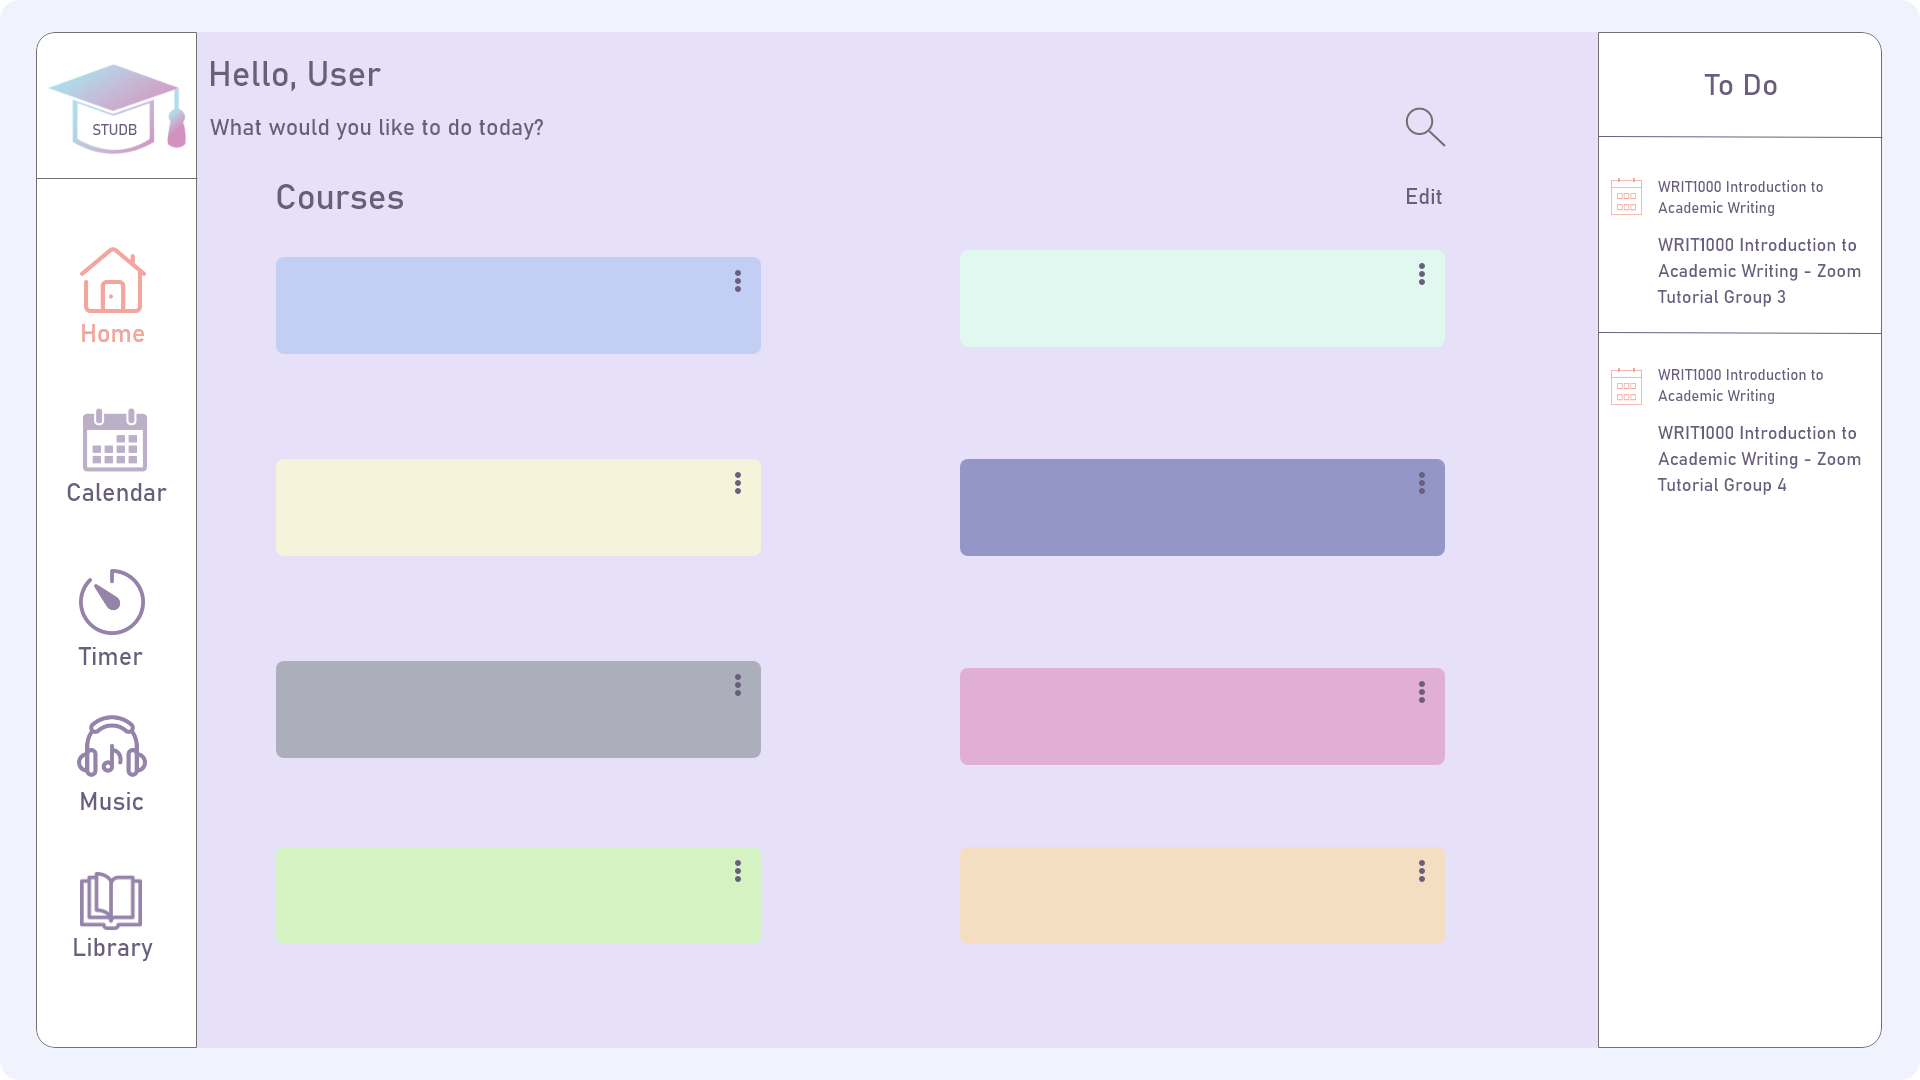 STUDB
Home
Calendar
Timer
Music
Library
Hello, User
What would you like to do today?
Courses
Edit
To Do
WRIT1000 Introduction to
Academic Writing
WRIT1000 Introduction to
Academic Writing - Zoom
Tutorial Group 3
WRIT1000 Introduction to
Academic Writing
WRIT1000 Introduction to
Academic Writing - Zoom
Tutorial Group 4